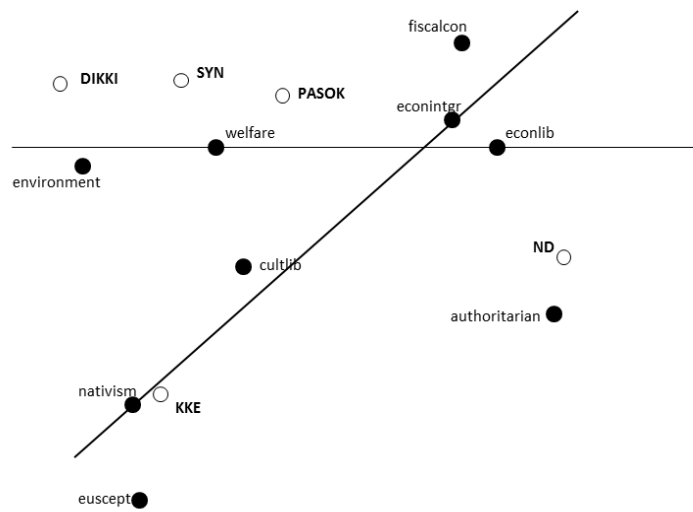 fiscalcon
SYN
DIKKI
PASOK
econintgr
welfare
econlib
environment
ND
cultlib
authoritarian
nativism
KKE
euscept